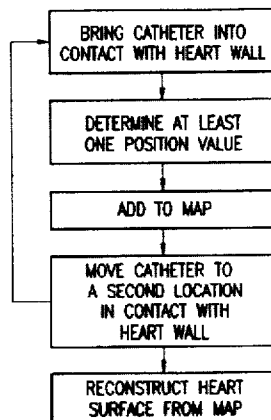 BRING CATHETER INTO
CONTACT WITH HEART WALL
DETERMINE AT LEAST
ONE POSITION VALUE
ADD TO MAP
MOVE CATHETER TO
A SECOND LOCATION
IN CONTACT WITH
HEART WALL
RECONSTRUCT HEART
SURFACE FROM MAP